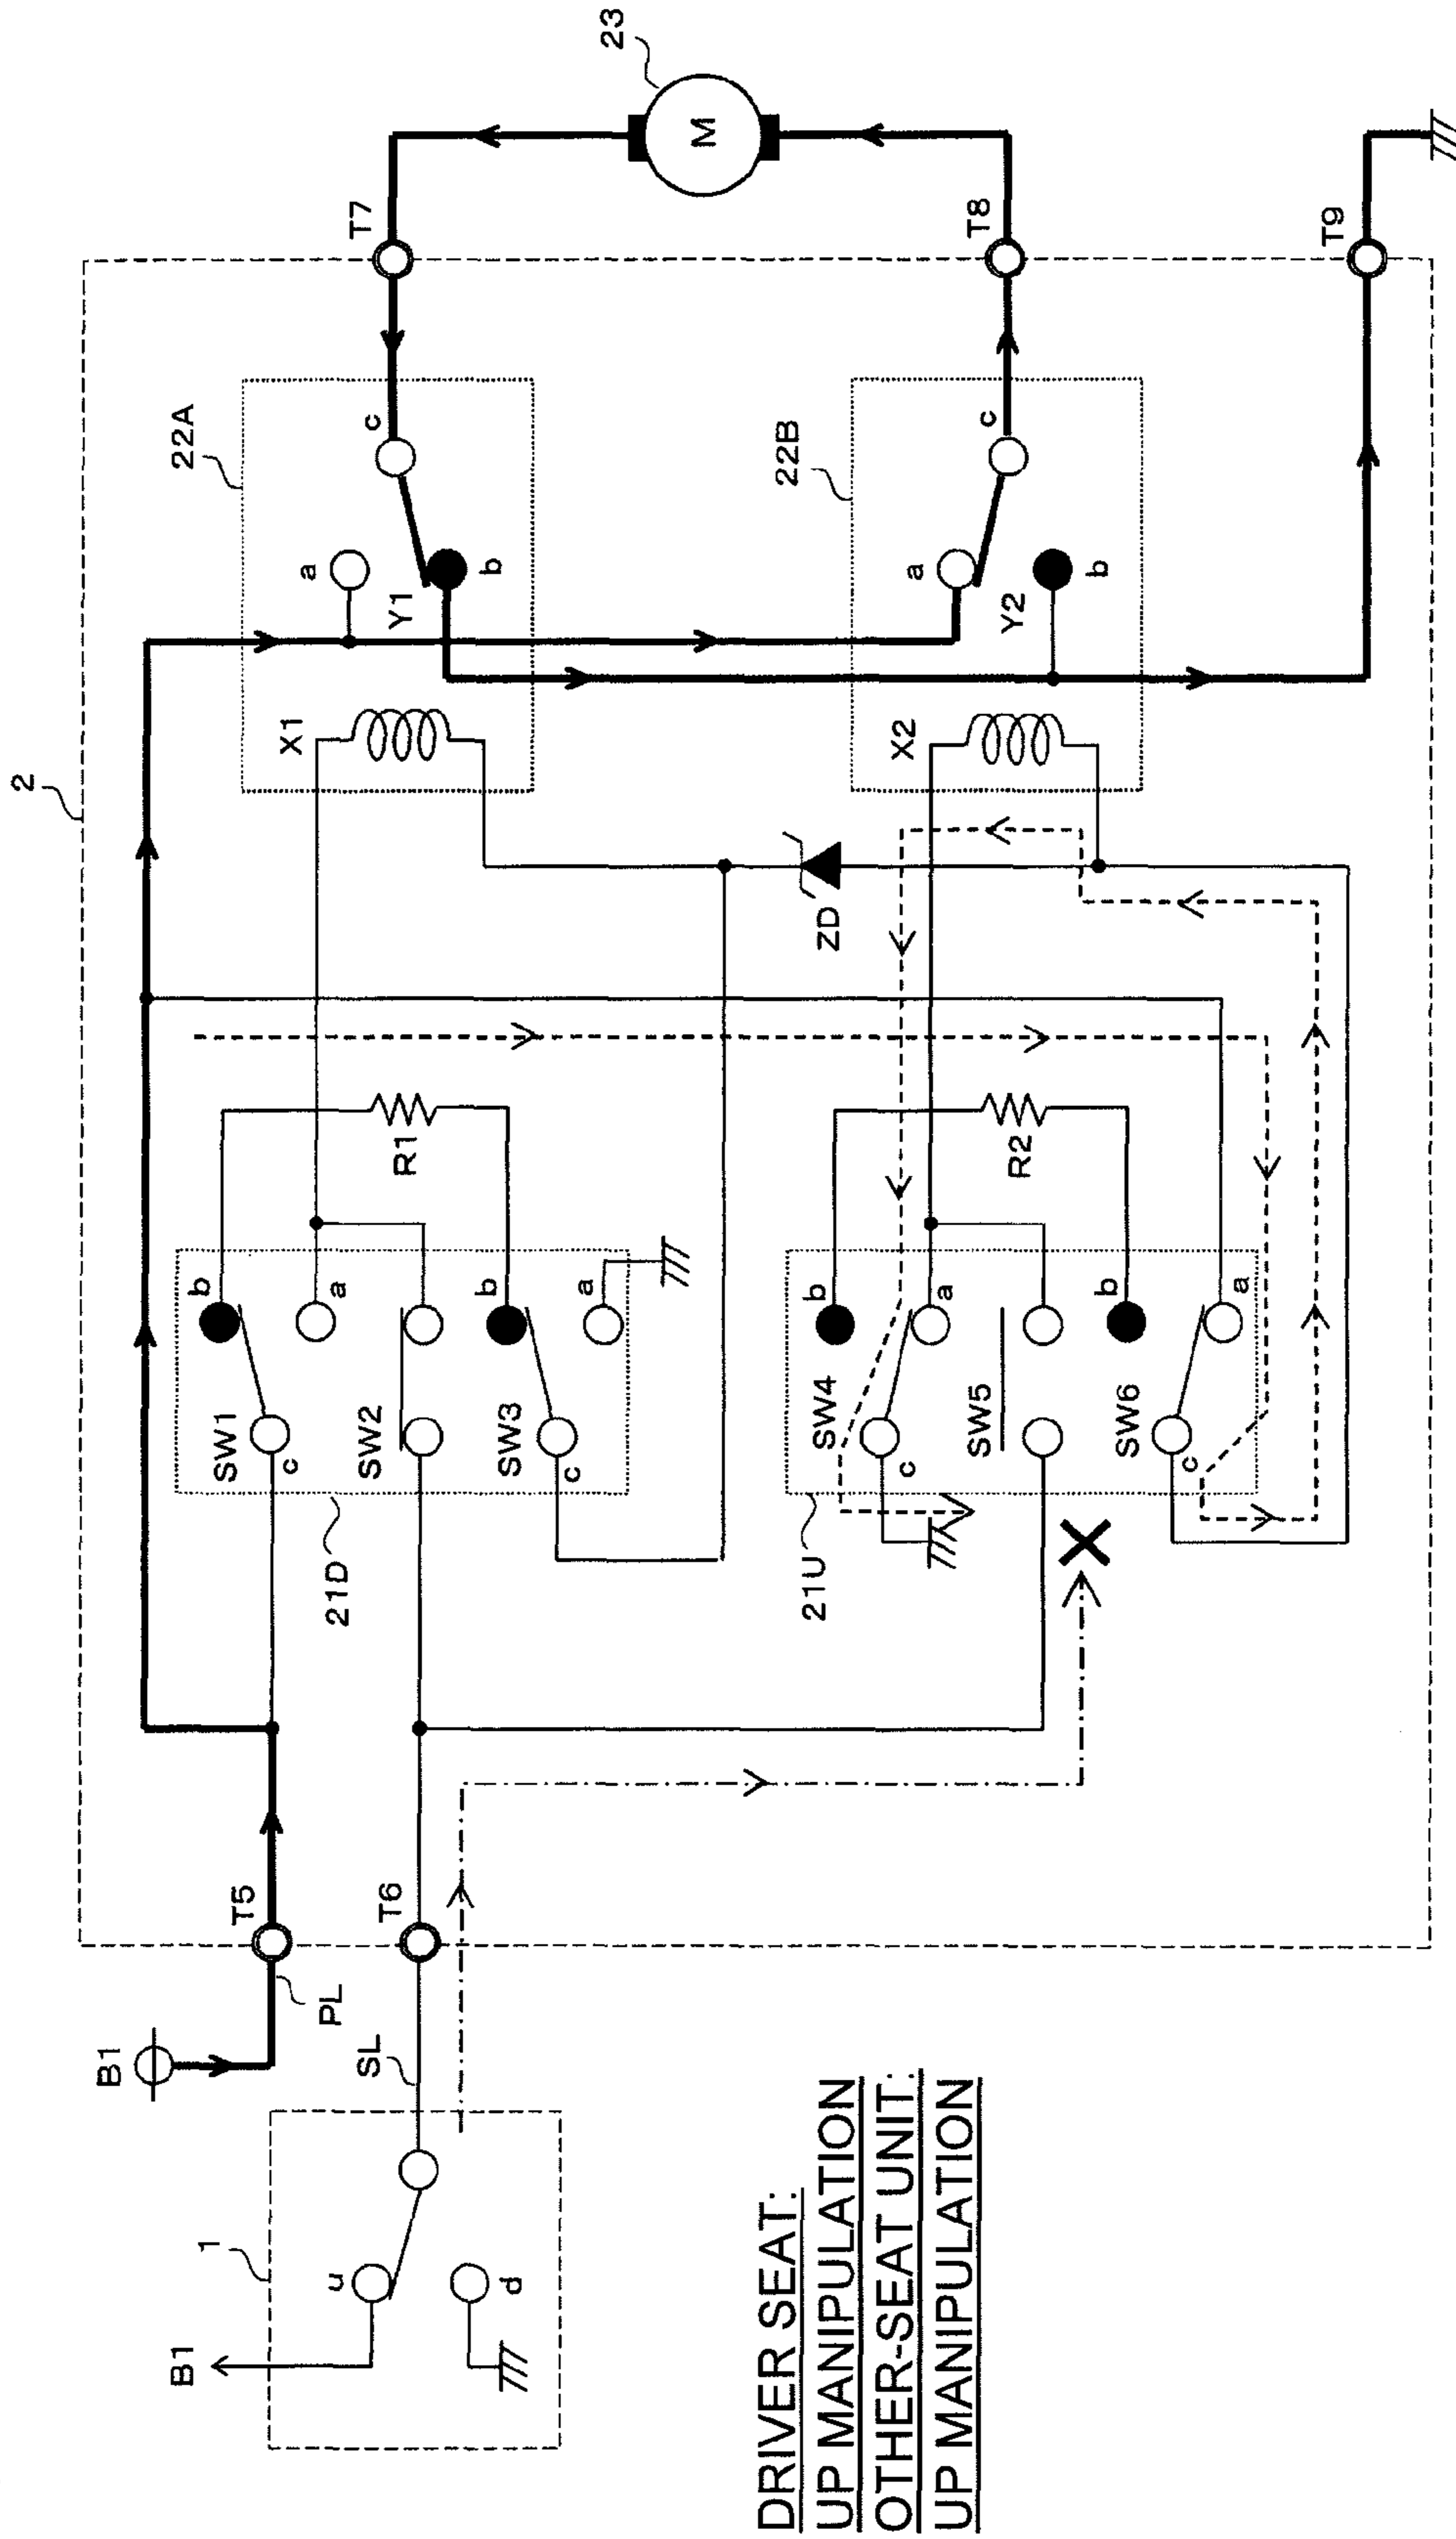 2
B1
PL
T5
22A
T7
23
X1
a
Y1
b
c
M
SW1
b
c
a
R1
1
B1
u
d
SL
T6
SW2
SW3
b
c
a
21D
ZD
22B
T8
X2
a
Y2
b
c
SW4
b
c
a
R2
SW5
SW6
b
c
a
21U
T9
DRIVER SEAT:
UP MANIPULATION
OTHER-SEAT UNIT:
UP MANIPULATION